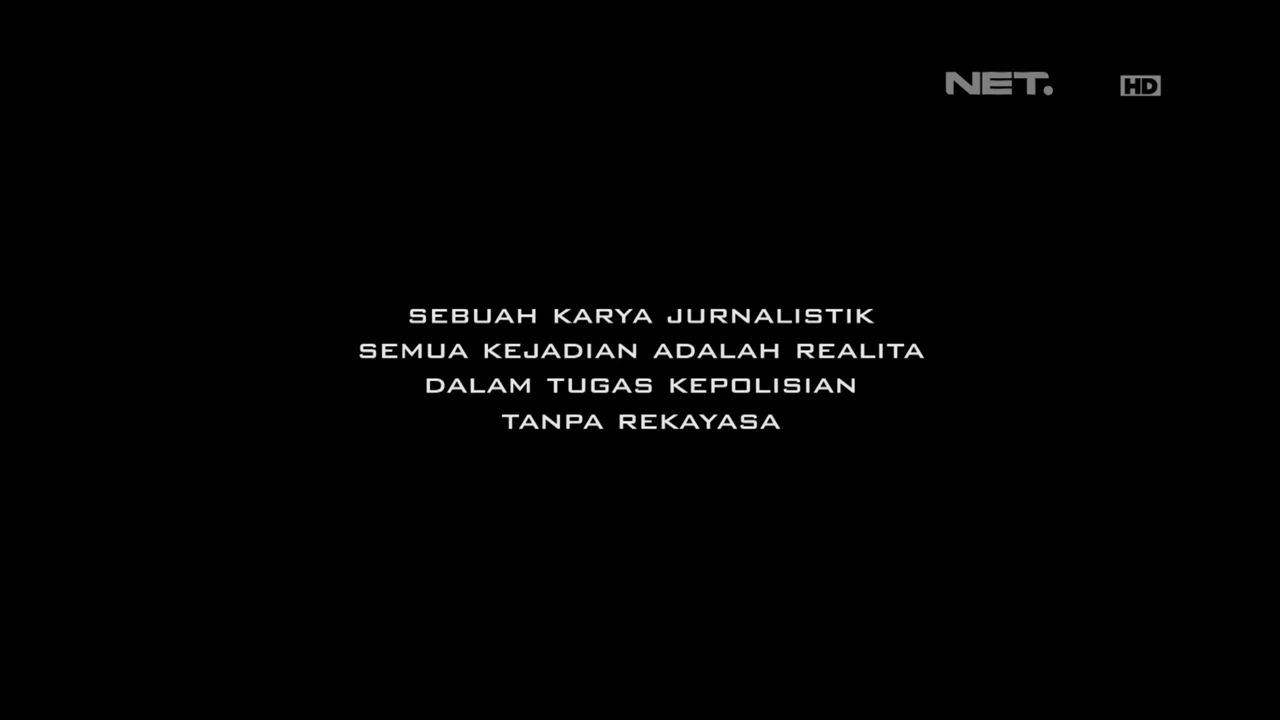 NET. HD
SEBUAH KARYA JURNALISTIK
SEMUA KEJADIAN ADALAH REALITA
DALAM TUGAS KEPOLISIAN
TANPA REKAYASA